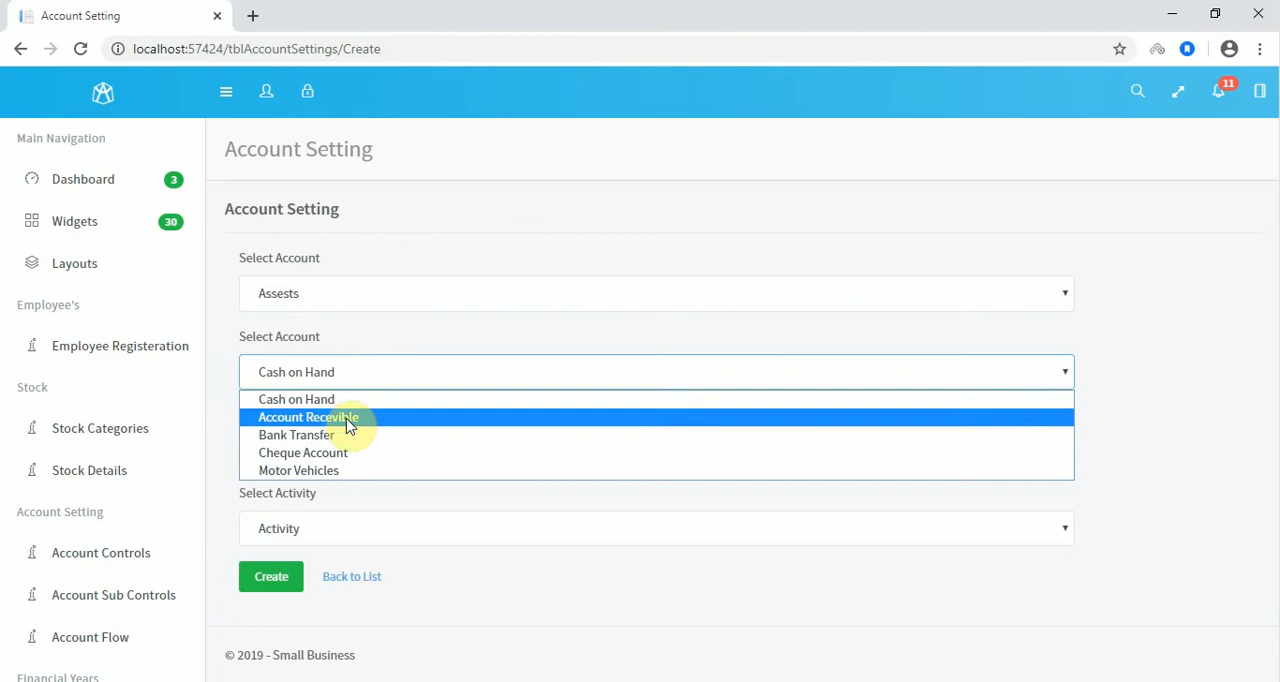 Account Setting
localhost:57424/tblAccountSettings/Create
11
Main Navigation
Dashboard 3
Widgets 30
Layouts
Employee's
Employee Registeration
Stock
Stock Categories
Stock Details
Account Setting
Account Controls
Account Sub Controls
Account Flow
Financial Years
Account Setting
Account Setting
Select Account
Assests
Select Account
Cash on Hand
Cash on Hand
Account Recevible
Bank Transfer
Cheque Account
Motor Vehicles
Select Activity
Activity
Create Back to List
© 2019 - Small Business